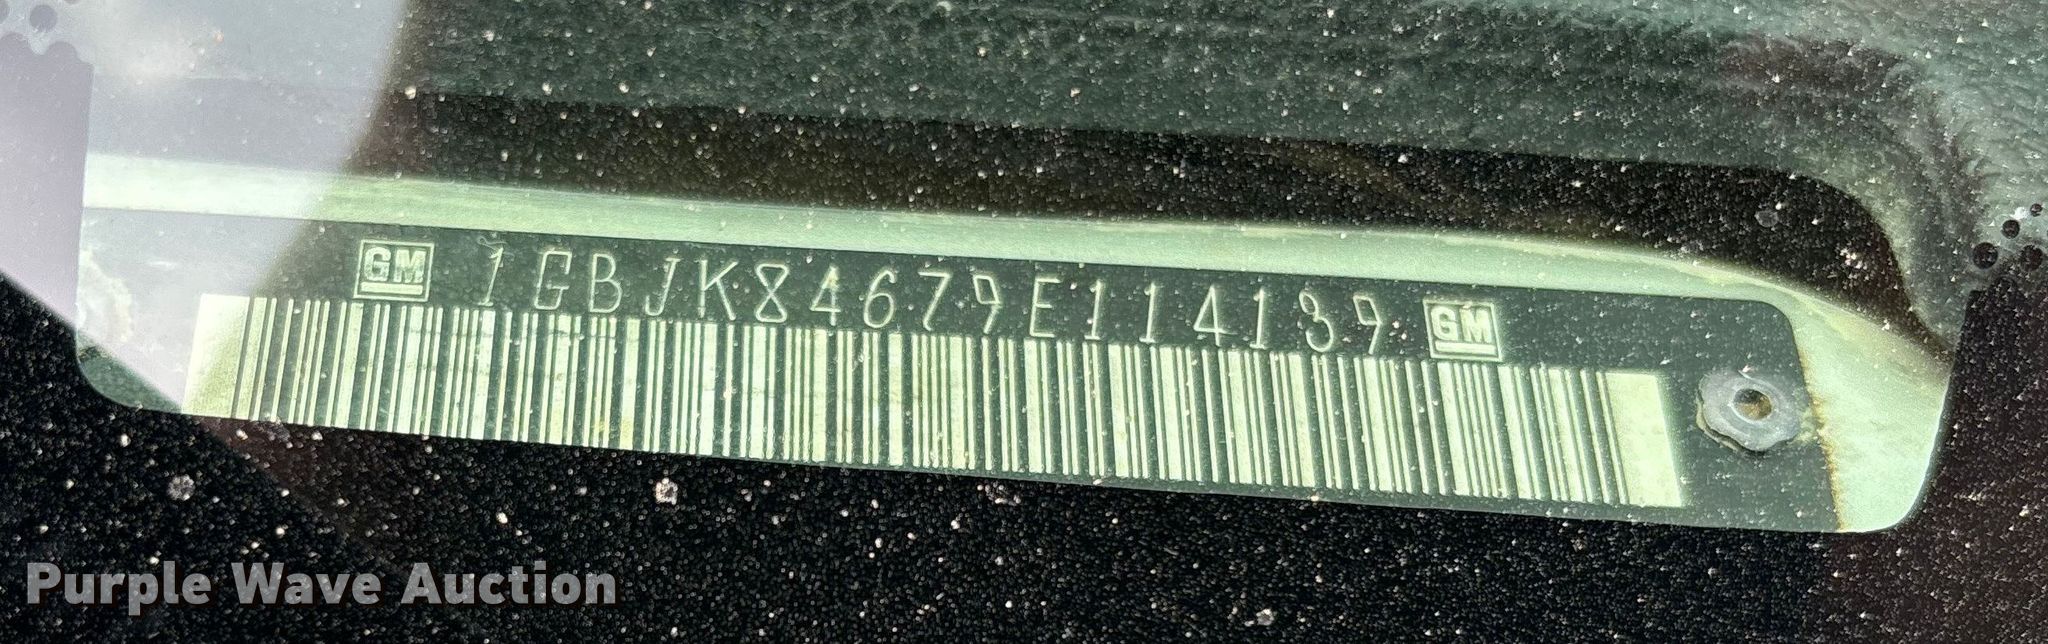 GM 1GBJK84679E114139 GM
Purple Wave Auction